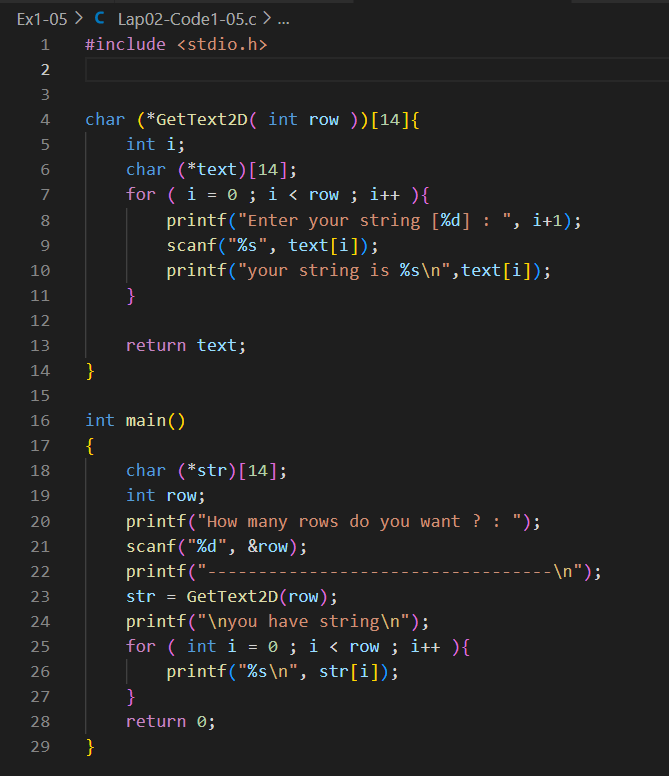 Ex1-05 > C Lap02-Code1-05.c > ...
1 #include <stdio.h>
2
3
4 char (*GetText2D( int row ))[14]{
5     int i;
6     char (*text)[14];
7     for ( i = 0 ; i < row ; i++ ){
8         printf("Enter your string [%d] : ", i+1);
9         scanf("%s", text[i]);
10         printf("your string is %s\n",text[i]);
11     }
12
13     return text;
14 }
15
16 int main()
17 {
18     char (*str)[14];
19     int row;
20     printf("How many rows do you want ? : ");
21     scanf("%d", &row);
22     printf("----------------------------------\n");
23     str = GetText2D(row);
24     printf("\nyou have string\n");
25     for ( int i = 0 ; i < row ; i++ ){
26         printf("%s\n", str[i]);
27     }
28     return 0;
29 }